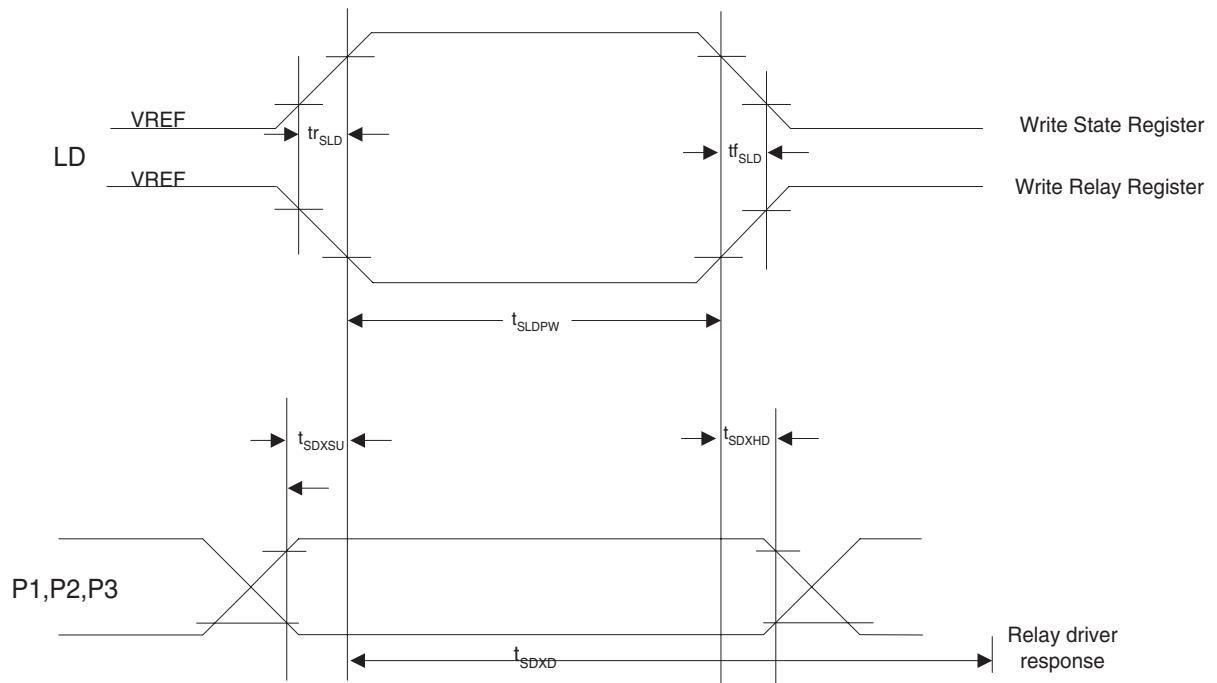 VREF
tr_SLD
tf_SLD
Write State Register
LD
VREF
Write Relay Register
t_SLDPW
t_SDXSU
t_SDXHD
P1,P2,P3
t_SDXD
Relay driver
response